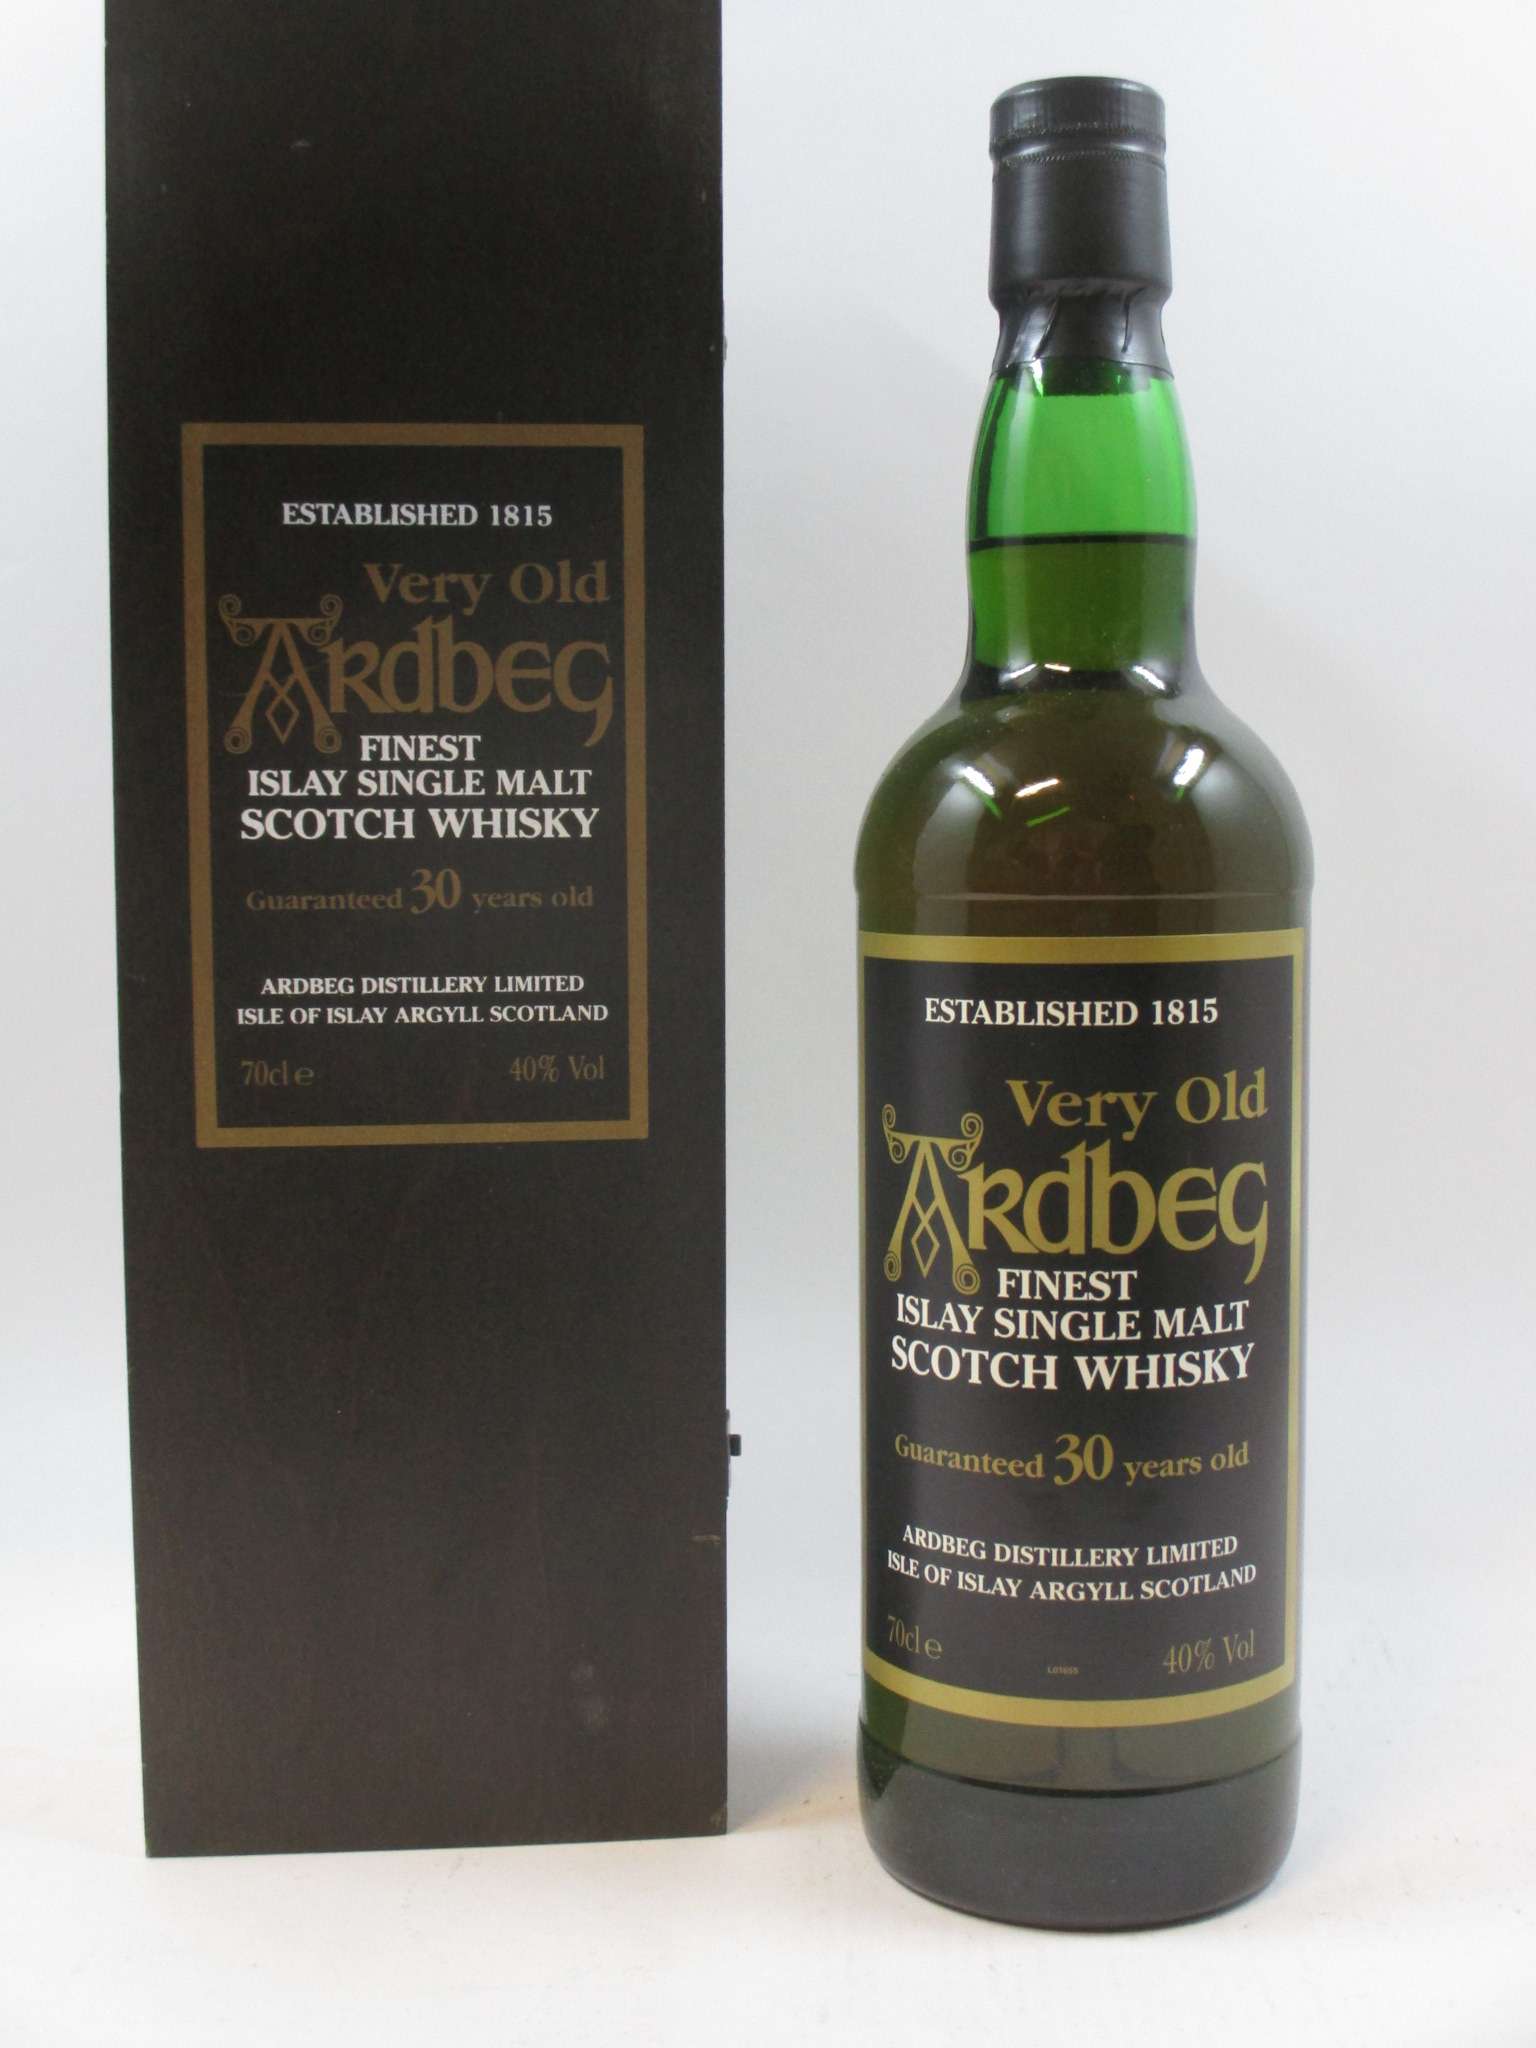 ESTABLISHED 1815
Very Old
Ardbeg
FINEST
ISLAY SINGLE MALT
SCOTCH WHISKY
Guaranteed 30 years old
ARDBEG DISTILLERY LIMITED
ISLE OF ISLAY ARGYLL SCOTLAND
70cl e 40% Vol
ESTABLISHED 1815
Very Old
Ardbeg
FINEST
ISLAY SINGLE MALT
SCOTCH WHISKY
Guaranteed 30 years old
ARDBEG DISTILLERY LIMITED
ISLE OF ISLAY ARGYLL SCOTLAND
70cl e 40% Vol